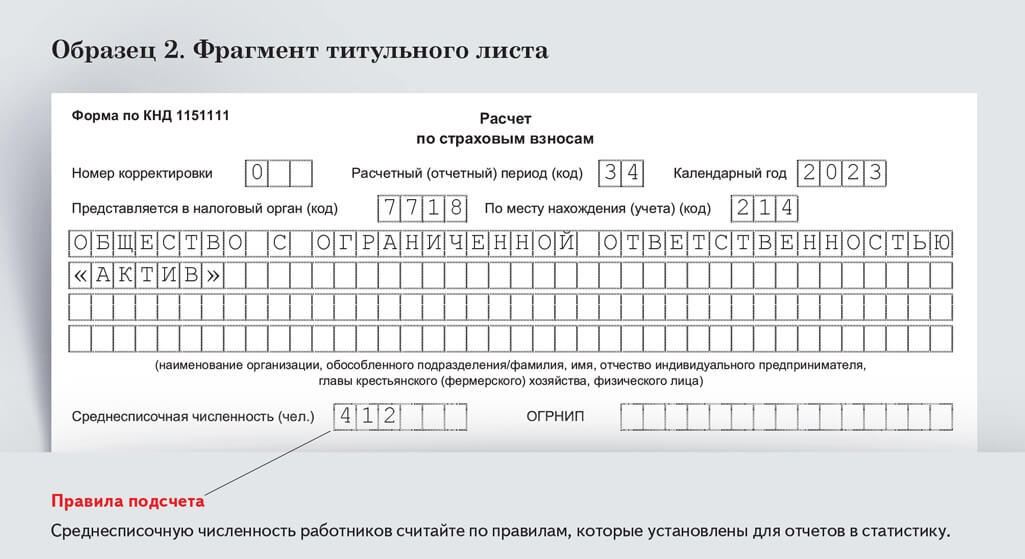 Образец 2. Фрагмент титульного листа
Форма по КНД 1151111
Расчет
по страховым взносам
Номер корректировки 0 Расчетный (отчетный) период (код) 34 Календарный год 2023
Представляется в налоговый орган (код) 7718 По месту нахождения (учета) (код) 214
ОБЩЕСТВО С ОГРАНИЧЕННОЙ ОТВЕТСТВЕННОСТЬЮ
«АКТИВ»
(наименование организации, обособленного подразделения/фамилия, имя, отчество индивидуального предпринимателя,
главы крестьянского (фермерского) хозяйства, физического лица)
Среднесписочная численность (чел.) 412 ОГРНИП
Правила подсчета
Среднесписочную численность работников считайте по правилам, которые установлены для отчетов в статистику.